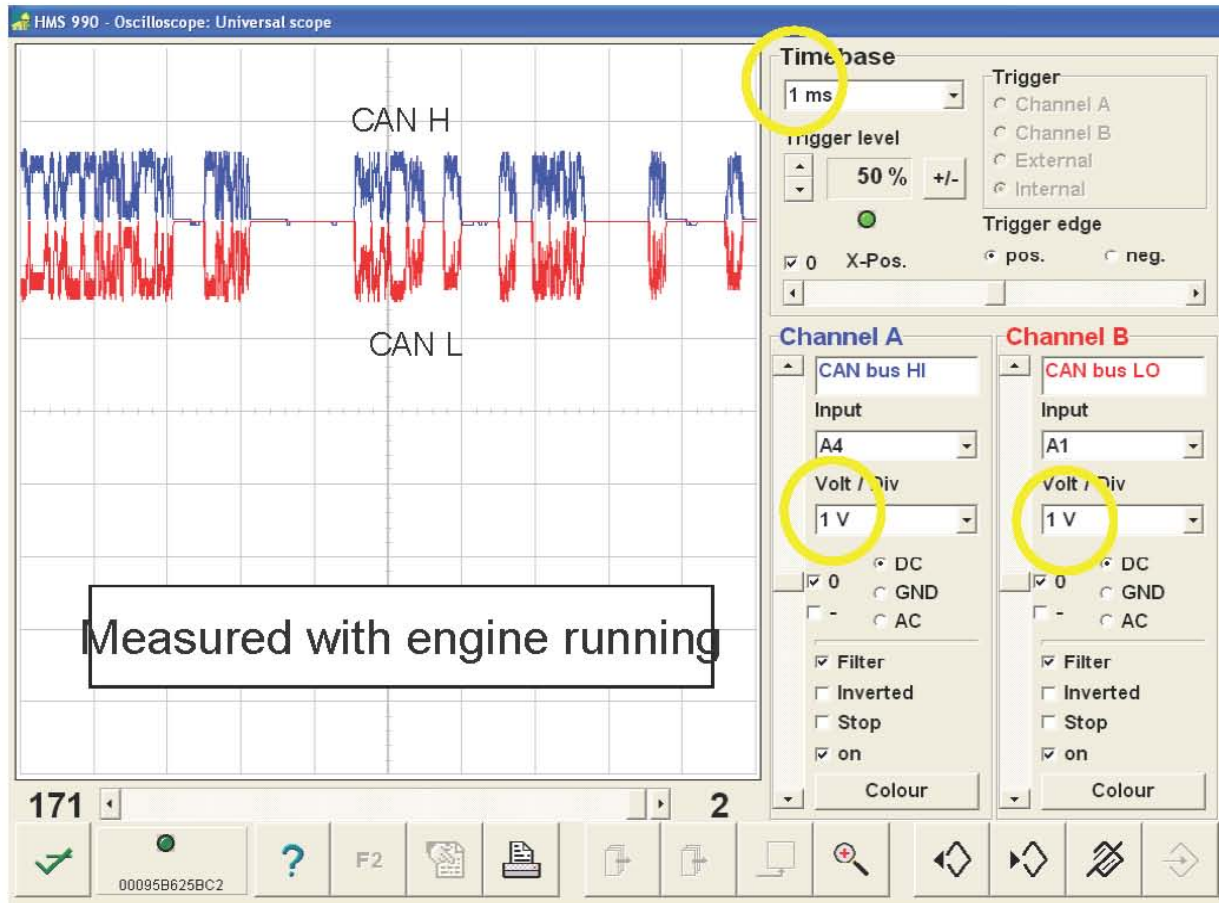 HMS 990 - Oscilloscope: Universal scope
CAN H
CAN L
Measured with engine running
171
2
Timebase
1 ms
Trigger level
50 %
+/-
0
X-Pos.
Trigger
Channel A
Channel B
External
Internal
Trigger edge
pos.
neg.
Channel A
CAN bus HI
Input
A4
Volt / Div
1 V
DC
0
GND
-
AC
Filter
Inverted
Stop
on
Colour
Channel B
CAN bus LO
Input
A1
Volt / Div
1 V
DC
0
GND
-
AC
Filter
Inverted
Stop
on
Colour
00095B625BC2
?
F2